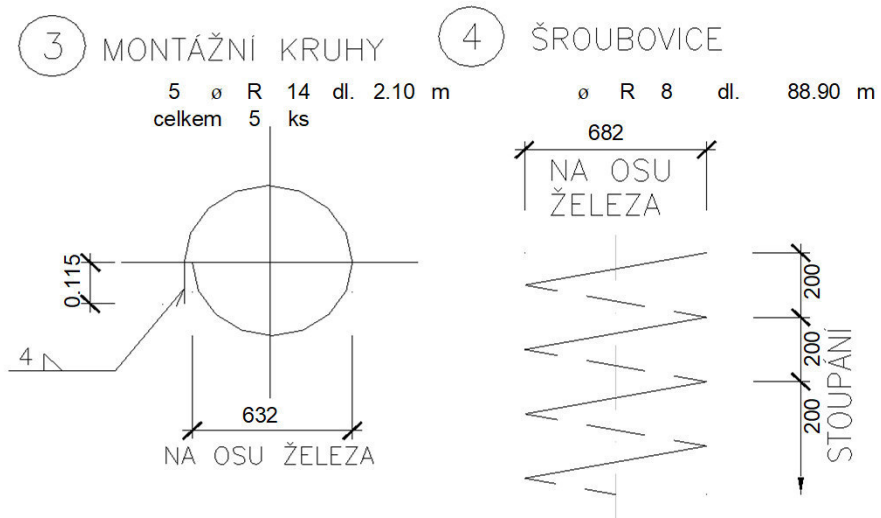 3 MONTÁŽNÍ KRUHY
5 ø R 14 dl. 2.10 m
celkem 5 ks
0.115
4
632
NA OSU ŽELEZA
4 ŠROUBOVICE
ø R 8 dl. 88.90 m
682
NA OSU
ŽELEZA
200
200
200
STOUPÁNÍ